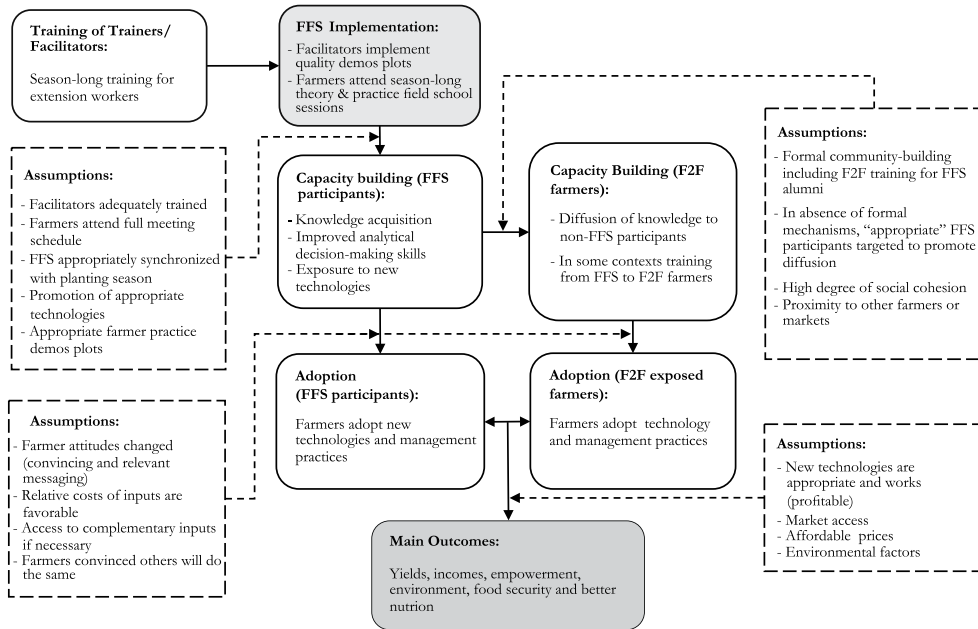 Training of Trainers/
Facilitators:
Season-long training for
extension workers
FFS Implementation:
- Facilitators implement
quality demos plots
- Farmers attend season-long
theory & practice field school
sessions
Assumptions:
- Facilitators adequately trained
- Farmers attend full meeting
schedule
- FFS appropriately synchronized
with planting season
- Promotion of appropriate
technologies
- Appropriate farmer practice
demos plots
Capacity building (FFS
participants):
- Knowledge acquisition
- Improved analytical
decision-making skills
- Exposure to new
technologies
Capacity Building (F2F
farmers):
- Diffusion of knowledge to
non-FFS participants
- In some contexts training
from FFS to F2F farmers
Assumptions:
- Formal community-building
including F2F training for FFS
alumni
- In absence of formal
mechanisms, “appropriate” FFS
participants targeted to promote
diffusion
- High degree of social cohesion
- Proximity to other farmers or
markets
Assumptions:
- Farmer attitudes changed
(convincing and relevant
messaging)
- Relative costs of inputs are
favorable
- Access to complementary inputs
if necessary
- Farmers convinced others will do
the same
Adoption
(FFS participants):
Farmers adopt new
technologies and management
practices
Adoption (F2F exposed
farmers):
Farmers adopt technology
and management practices
Assumptions:
- New technologies are
appropriate and works
(profitable)
- Market access
- Affordable prices
- Environmental factors
Main Outcomes:
Yields, incomes, empowerment,
environment, food security and better
nutrion